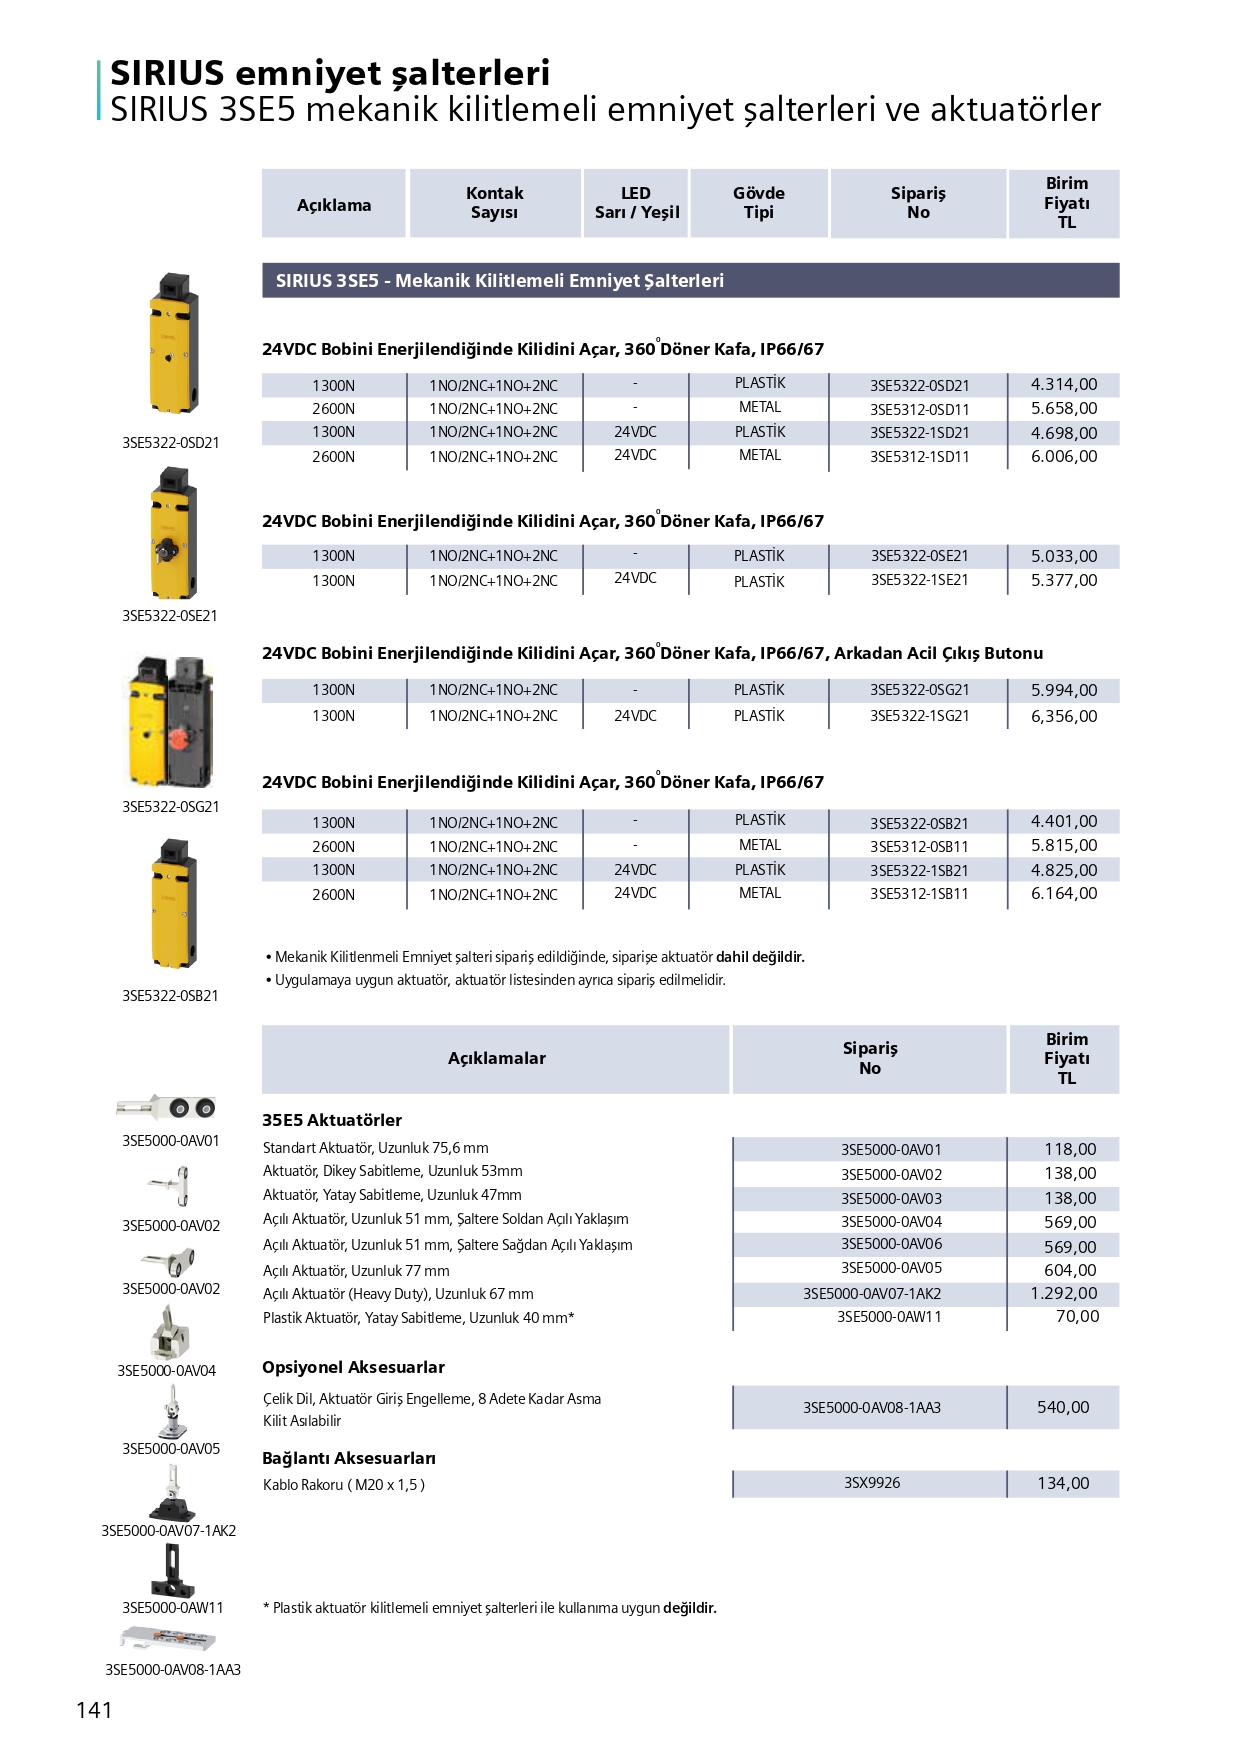 SIRIUS emniyet şalterleri
SIRIUS 3SE5 mekanik kilitlemeli emniyet şalterleri ve aktuatörler
Açıklama Kontak Sayısı LED Sarı / Yeşil Gövde Tipi Sipariş No Birim Fiyatı TL
SIRIUS 3SE5 - Mekanik Kilitlemeli Emniyet Şalterleri
24VDC Bobini Enerjilendiğinde Kilidini Açar, 360⁰Döner Kafa, IP66/67
1300N 1NO/2NC+1NO+2NC - PLASTİK 3SE5322-0SD21 4.314,00
2600N 1NO/2NC+1NO+2NC - METAL 3SE5312-0SD11 5.658,00
1300N 1NO/2NC+1NO+2NC 24VDC PLASTİK 3SE5322-1SD21 4.698,00
2600N 1NO/2NC+1NO+2NC 24VDC METAL 3SE5312-1SD11 6.006,00
3SE5322-0SD21
24VDC Bobini Enerjilendiğinde Kilidini Açar, 360⁰Döner Kafa, IP66/67
1300N 1NO/2NC+1NO+2NC - PLASTİK 3SE5322-0SE21 5.033,00
1300N 1NO/2NC+1NO+2NC 24VDC PLASTİK 3SE5322-1SE21 5.377,00
3SE5322-0SE21
24VDC Bobini Enerjilendiğinde Kilidini Açar, 360⁰Döner Kafa, IP66/67, Arkadan Acil Çıkış Butonu
1300N 1NO/2NC+1NO+2NC - PLASTİK 3SE5322-0SG21 5.994,00
1300N 1NO/2NC+1NO+2NC 24VDC PLASTİK 3SE5322-1SG21 6,356,00
3SE5322-0SG21
24VDC Bobini Enerjilendiğinde Kilidini Açar, 360⁰Döner Kafa, IP66/67
1300N 1NO/2NC+1NO+2NC - PLASTİK 3SE5322-0SB21 4.401,00
2600N 1NO/2NC+1NO+2NC - METAL 3SE5312-0SB11 5.815,00
1300N 1NO/2NC+1NO+2NC 24VDC PLASTİK 3SE5322-1SB21 4.825,00
2600N 1NO/2NC+1NO+2NC 24VDC METAL 3SE5312-1SB11 6.164,00
• Mekanik Kilitlenmeli Emniyet şalteri sipariş edildiğinde, siparişe aktuatör dahil değildir.
• Uygulamaya uygun aktuatör, aktuatör listesinden ayrıca sipariş edilmelidir.
3SE5322-0SB21
Açıklamalar Sipariş No Birim Fiyatı TL
35E5 Aktuatörler
Standart Aktuatör, Uzunluk 75,6 mm 3SE5000-0AV01 118,00
Aktuatör, Dikey Sabitleme, Uzunluk 53mm 3SE5000-0AV02 138,00
Aktuatör, Yatay Sabitleme, Uzunluk 47mm 3SE5000-0AV03 138,00
Açılı Aktuatör, Uzunluk 51 mm, Şaltere Soldan Açılı Yaklaşım 3SE5000-0AV04 569,00
Açılı Aktuatör, Uzunluk 51 mm, Şaltere Sağdan Açılı Yaklaşım 3SE5000-0AV06 569,00
Açılı Aktuatör, Uzunluk 77 mm 3SE5000-0AV05 604,00
Açılı Aktuatör (Heavy Duty), Uzunluk 67 mm 3SE5000-0AV07-1AK2 1.292,00
Plastik Aktuatör, Yatay Sabitleme, Uzunluk 40 mm* 3SE5000-0AW11 70,00
Opsiyonel Aksesuarlar
Çelik Dil, Aktuatör Giriş Engelleme, 8 Adete Kadar Asma
Kilit Asılabilir 3SE5000-0AV08-1AA3 540,00
Bağlantı Aksesuarları
Kablo Rakoru ( M20 x 1,5 ) 3SX9926 134,00
3SE5000-0AV01
3SE5000-0AV02
3SE5000-0AV02
3SE5000-0AV04
3SE5000-0AV05
3SE5000-0AV07-1AK2
3SE5000-0AW11
* Plastik aktuatör kilitlemeli emniyet şalterleri ile kullanıma uygun değildir.
3SE5000-0AV08-1AA3
141